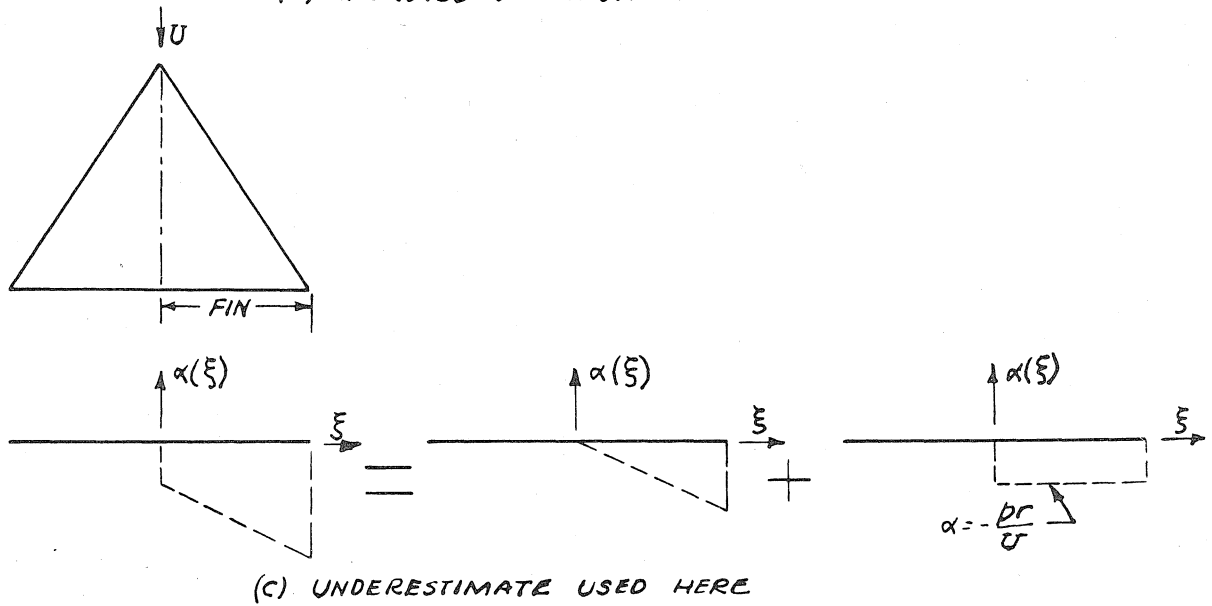 U
FIN
α(ξ)
ξ
=
α(ξ)
ξ
+
α(ξ)
ξ
α = - pr/U
(C) UNDERESTIMATE USED HERE